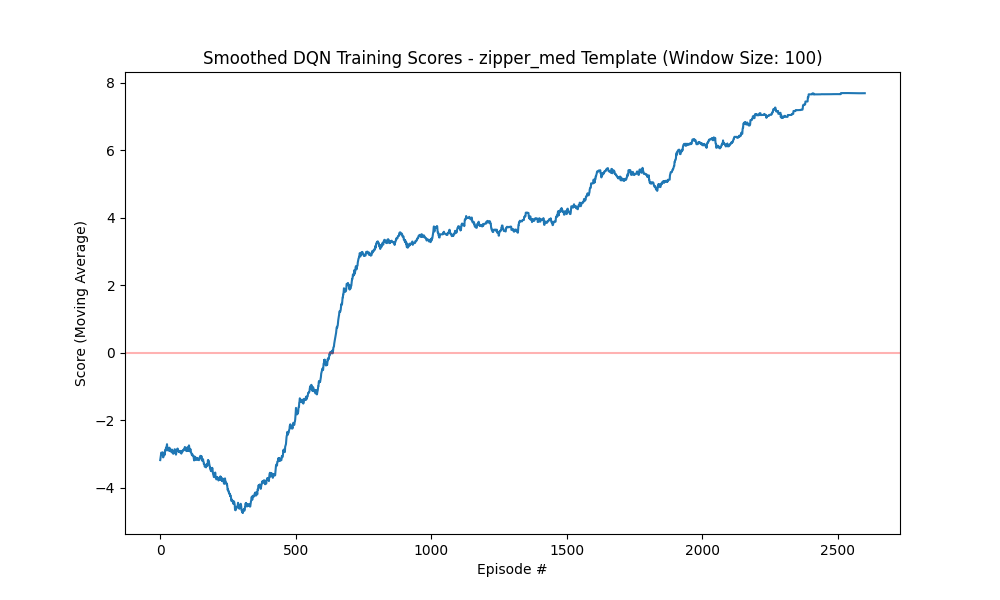 Smoothed DQN Training Scores - zipper_med Template (Window Size: 100)
8
6
4
2
0
−2
−4
Score (Moving Average)
0 500 1000 1500 2000 2500
Episode #